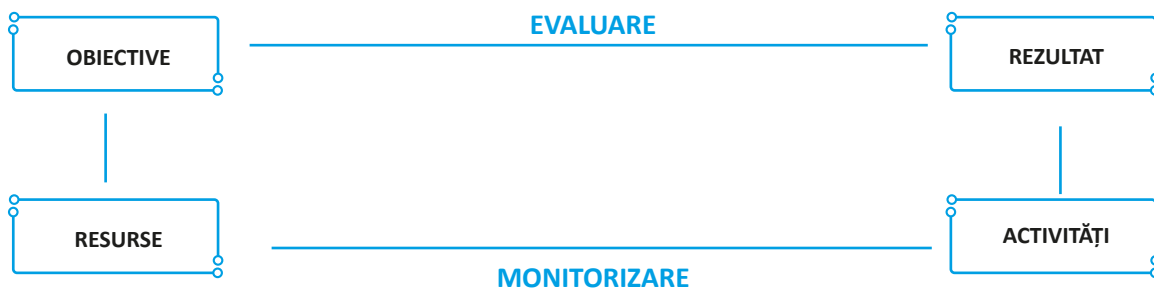 EVALUARE
OBIECTIVE
REZULTAT
RESURSE
ACTIVITĂȚI
MONITORIZARE